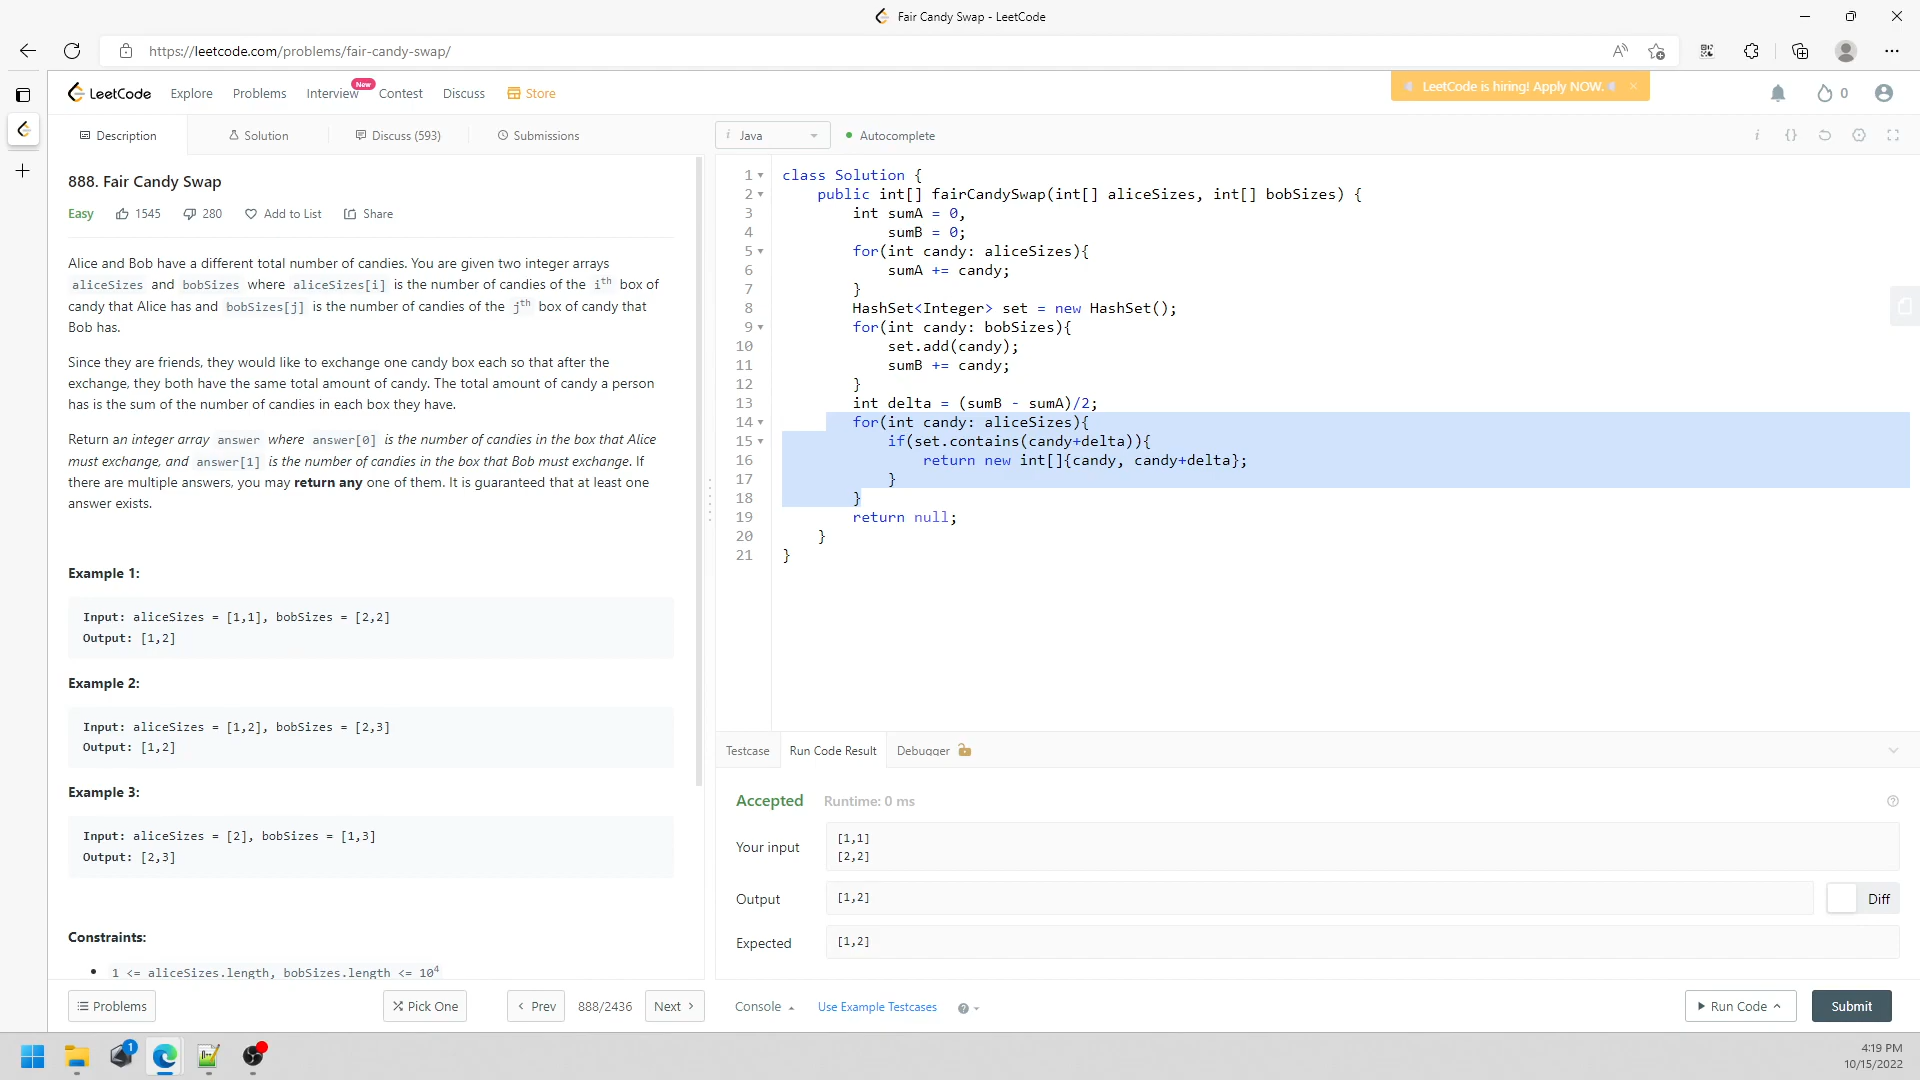 Fair Candy Swap - LeetCode
https://leetcode.com/problems/fair-candy-swap/
LeetCode Explore Problems Interview New Contest Discuss Store
LeetCode is hiring! Apply NOW. ×
0
Description Solution Discuss (593) Submissions
i Java Autocomplete
888. Fair Candy Swap
Easy 1545 280 Add to List Share
Alice and Bob have a different total number of candies. You are given two integer arrays
aliceSizes and bobSizes where aliceSizes[i] is the number of candies of the ith box of
candy that Alice has and bobSizes[j] is the number of candies of the jth box of candy that
Bob has.
Since they are friends, they would like to exchange one candy box each so that after the
exchange, they both have the same total amount of candy. The total amount of candy a person
has is the sum of the number of candies in each box they have.
Return an integer array answer where answer[0] is the number of candies in the box that Alice
must exchange, and answer[1] is the number of candies in the box that Bob must exchange. If
there are multiple answers, you may return any one of them. It is guaranteed that at least one
answer exists.
Example 1:
Input: aliceSizes = [1,1], bobSizes = [2,2]
Output: [1,2]
Example 2:
Input: aliceSizes = [1,2], bobSizes = [2,3]
Output: [1,2]
Example 3:
Input: aliceSizes = [2], bobSizes = [1,3]
Output: [2,3]
Constraints:
• 1 <= aliceSizes.length, bobSizes.length <= 10^4
Problems Pick One < Prev 888/2436 Next >
1 class Solution {
2 public int[] fairCandySwap(int[] aliceSizes, int[] bobSizes) {
3 int sumA = 0,
4 sumB = 0;
5 for(int candy: aliceSizes){
6 sumA += candy;
7 }
8 HashSet<Integer> set = new HashSet();
9 for(int candy: bobSizes){
10 set.add(candy);
11 sumB += candy;
12 }
13 int delta = (sumB - sumA)/2;
14 for(int candy: aliceSizes){
15 if(set.contains(candy+delta)){
16 return new int[]{candy, candy+delta};
17 }
18 }
19 return null;
20 }
21 }
Testcase Run Code Result Debugger
Accepted Runtime: 0 ms
Your input
[1,1]
[2,2]
Output [1,2] Diff
Expected [1,2]
Console Use Example Testcases Run Code Submit
1
4:19 PM
10/15/2022